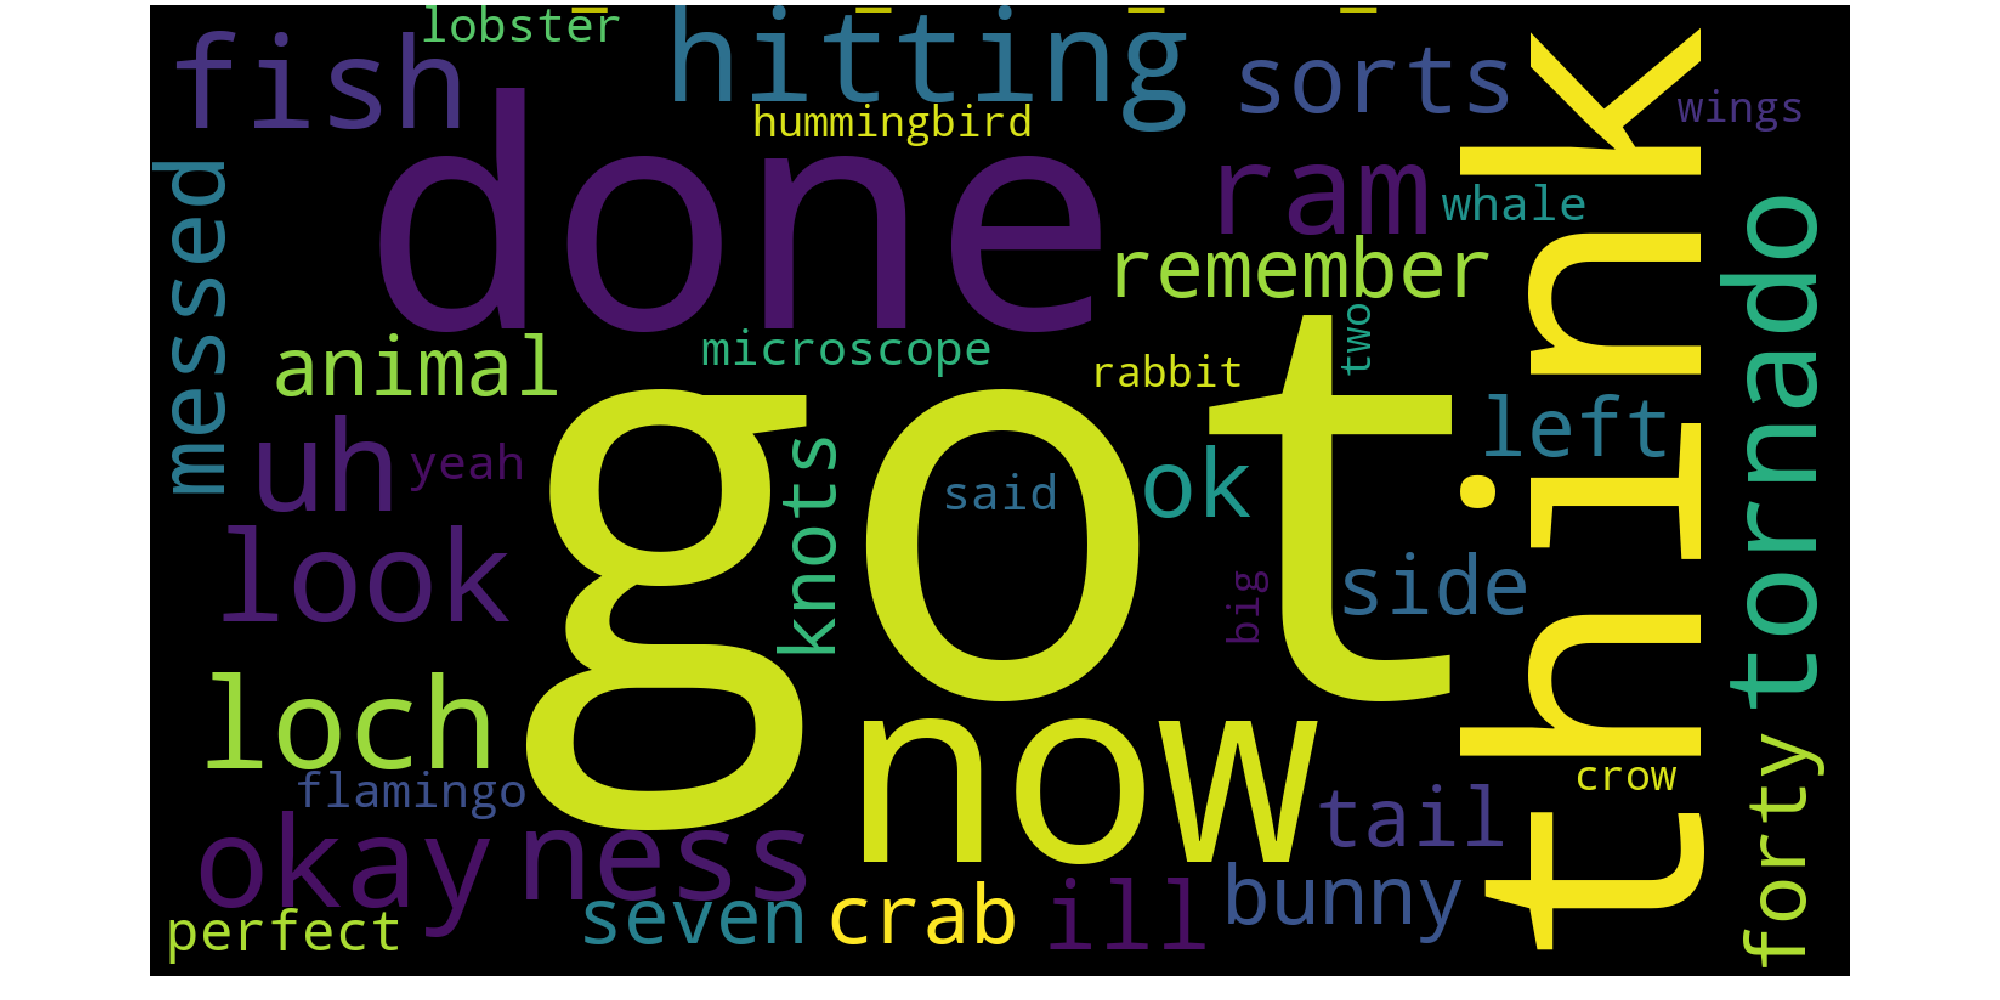 lobster
hitting
fish
sorts
wings
hummingbird
done
ram
whale
messed
remember
think
tornado
animal
microscope
rabbit
two
got
left
uh
yeah
knots
said
ok
look
big
side
loch
now
flamingo
crow
okay
ness
tail
forty
perfect
seven
crab
ill
bunny